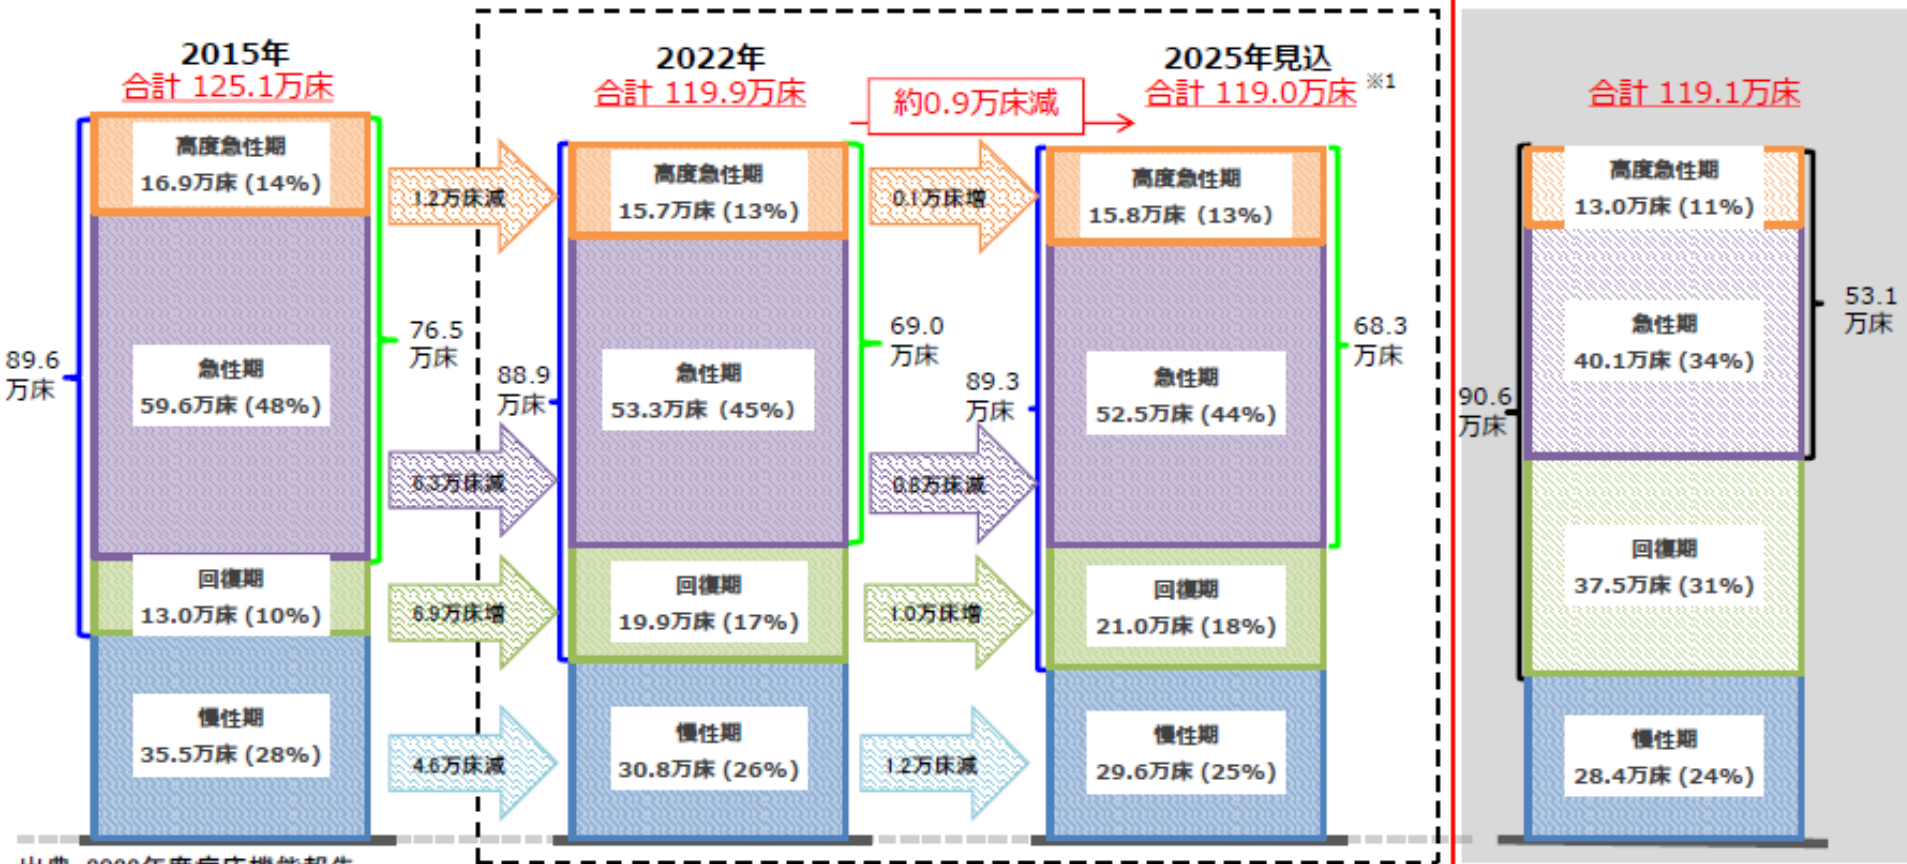 2015年
合計 125.1万床
高度急性期
16.9万床 (14%)
急性期
59.6万床 (48%)
回復期
13.0万床 (10%)
慢性期
35.5万床 (28%)
89.6
万床
76.5
万床
1.2万床減
6.3万床減
6.9万床増
4.6万床減
2022年
合計 119.9万床
高度急性期
15.7万床 (13%)
急性期
53.3万床 (45%)
回復期
19.9万床 (17%)
慢性期
30.8万床 (26%)
88.9
万床
69.0
万床
約0.9万床減
0.1万床増
0.8万床減
1.0万床増
1.2万床減
2025年見込
合計 119.0万床 ※1
高度急性期
15.8万床 (13%)
急性期
52.5万床 (44%)
回復期
21.0万床 (18%)
慢性期
29.6万床 (25%)
89.3
万床
68.3
万床
合計 119.1万床
高度急性期
13.0万床 (11%)
急性期
40.1万床 (34%)
回復期
37.5万床 (31%)
慢性期
28.4万床 (24%)
90.6
万床
53.1
万床